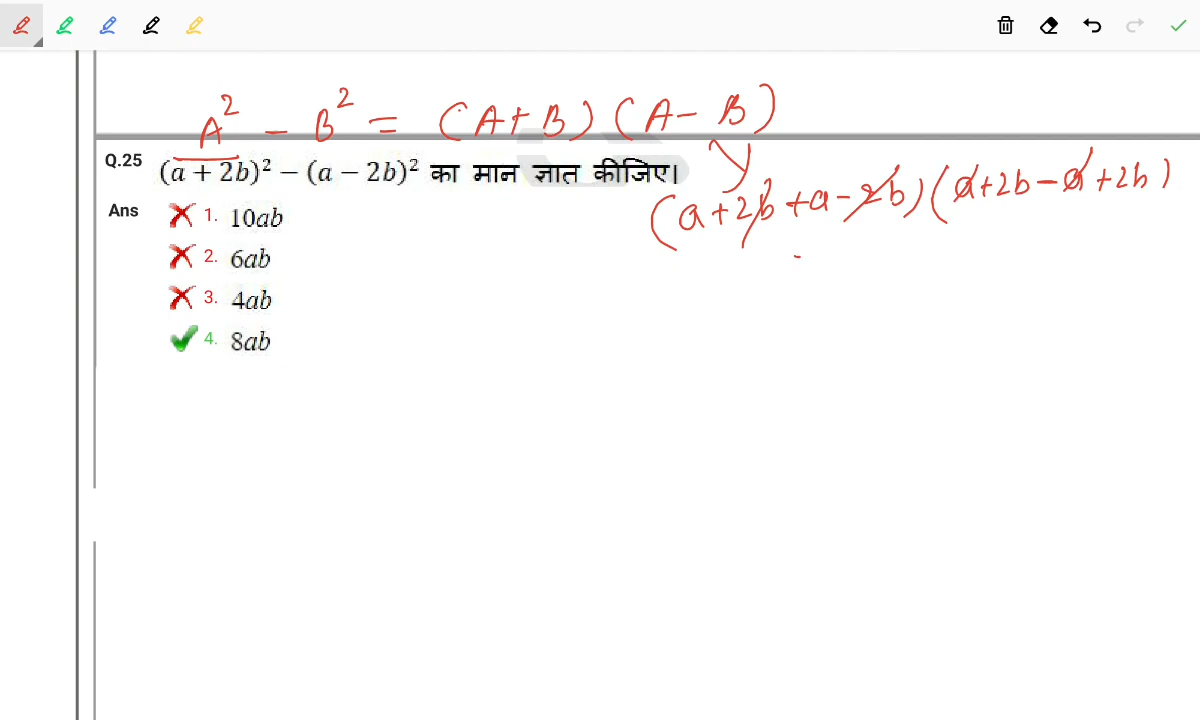 A² - B² = (A+B)(A-B)
Q.25 (a + 2b)² − (a − 2b)² का मान ज्ञात कीजिए।
(a+2b+a-2b)(a+2b-a+2b)
Ans 1. 10ab
2. 6ab
3. 4ab
4. 8ab